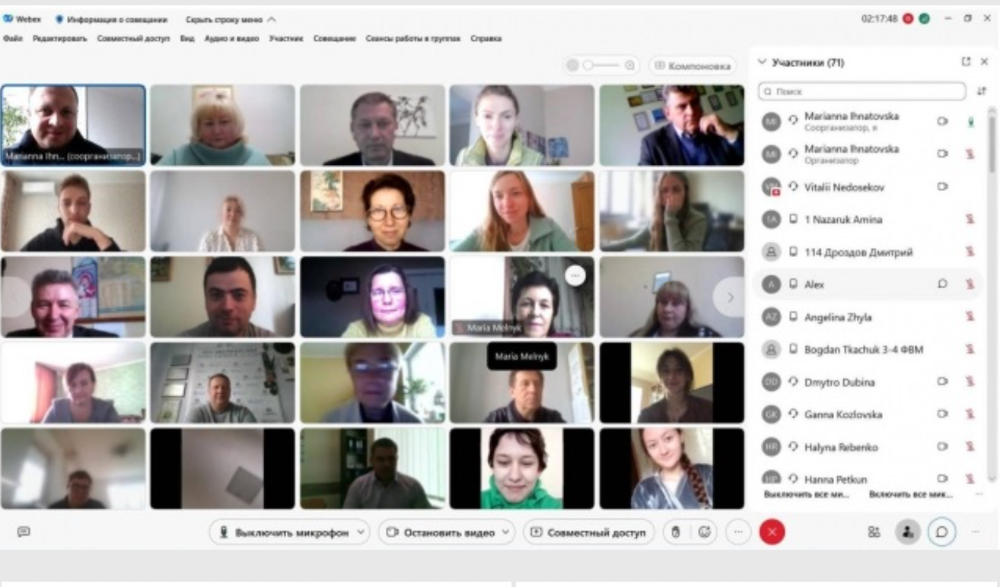 Webex Информация о совещании Скрыть строку меню 02:17:48
Файл Редактировать Совместный доступ Вид Аудио и видео Участник Совещание Сеансы работы в группах Справка
Компоновка
Участники (71)
Поиск
MI Marianna Ihnatovska
Соорганизатор, я
MI Marianna Ihnatovska
Организатор
Vitalii Nedosekov
1A 1 Nazaruk Amina
114 Дроздов Дмитрий
A Alex
AZ Angelina Zhyla
Bogdan Tkachuk 3-4 ФВМ
DD Dmytro Dubina
GK Ganna Kozlovska
HR Halyna Rebenko
HP Hanna Petkun
Выключить все ми... Включить все мик...
Marianna Ihn... (соорганизатор...)
Maria Melnyk
Maria Melnyk
Выключить микрофон Остановить видео Совместный доступ